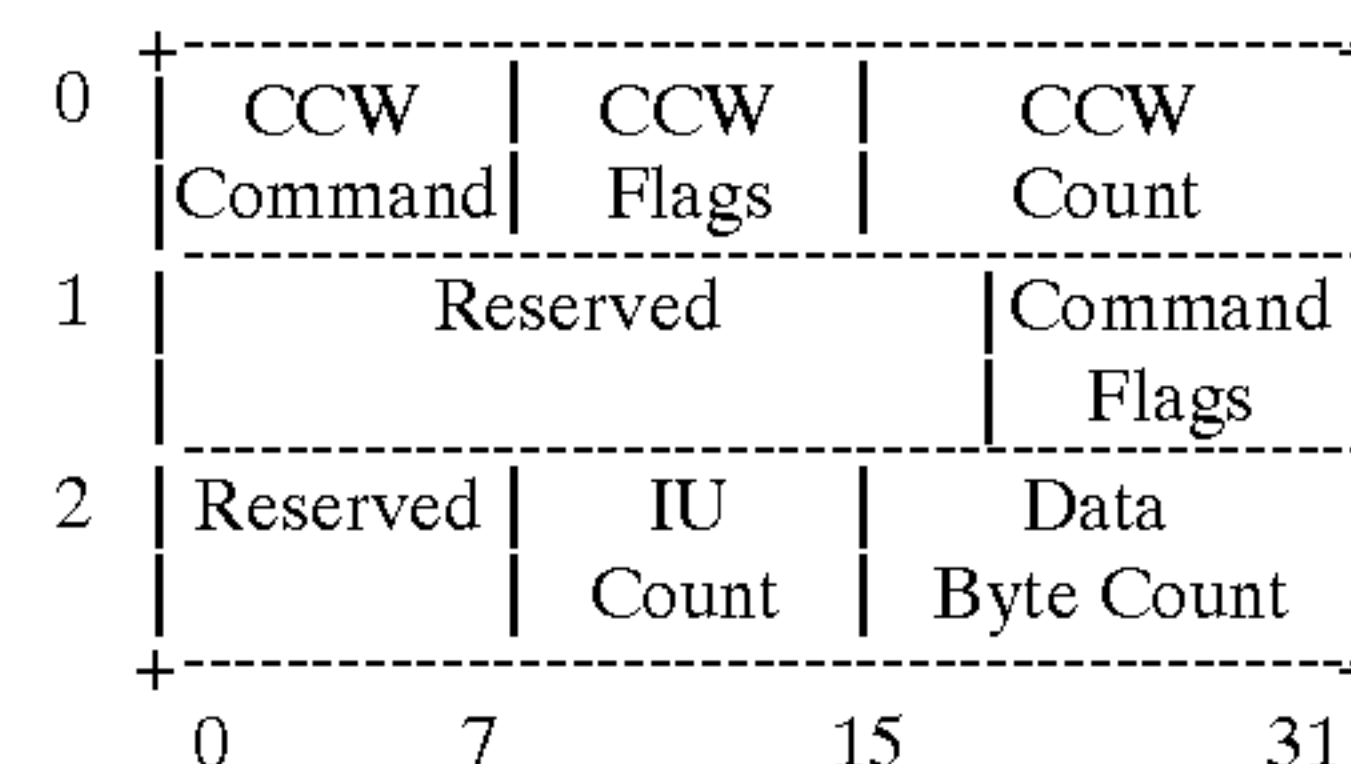 0 CCW CCW CCW
Command Flags Count
1 Reserved Command
Flags
2 Reserved IU Data
Count Byte Count
0 7 15 31